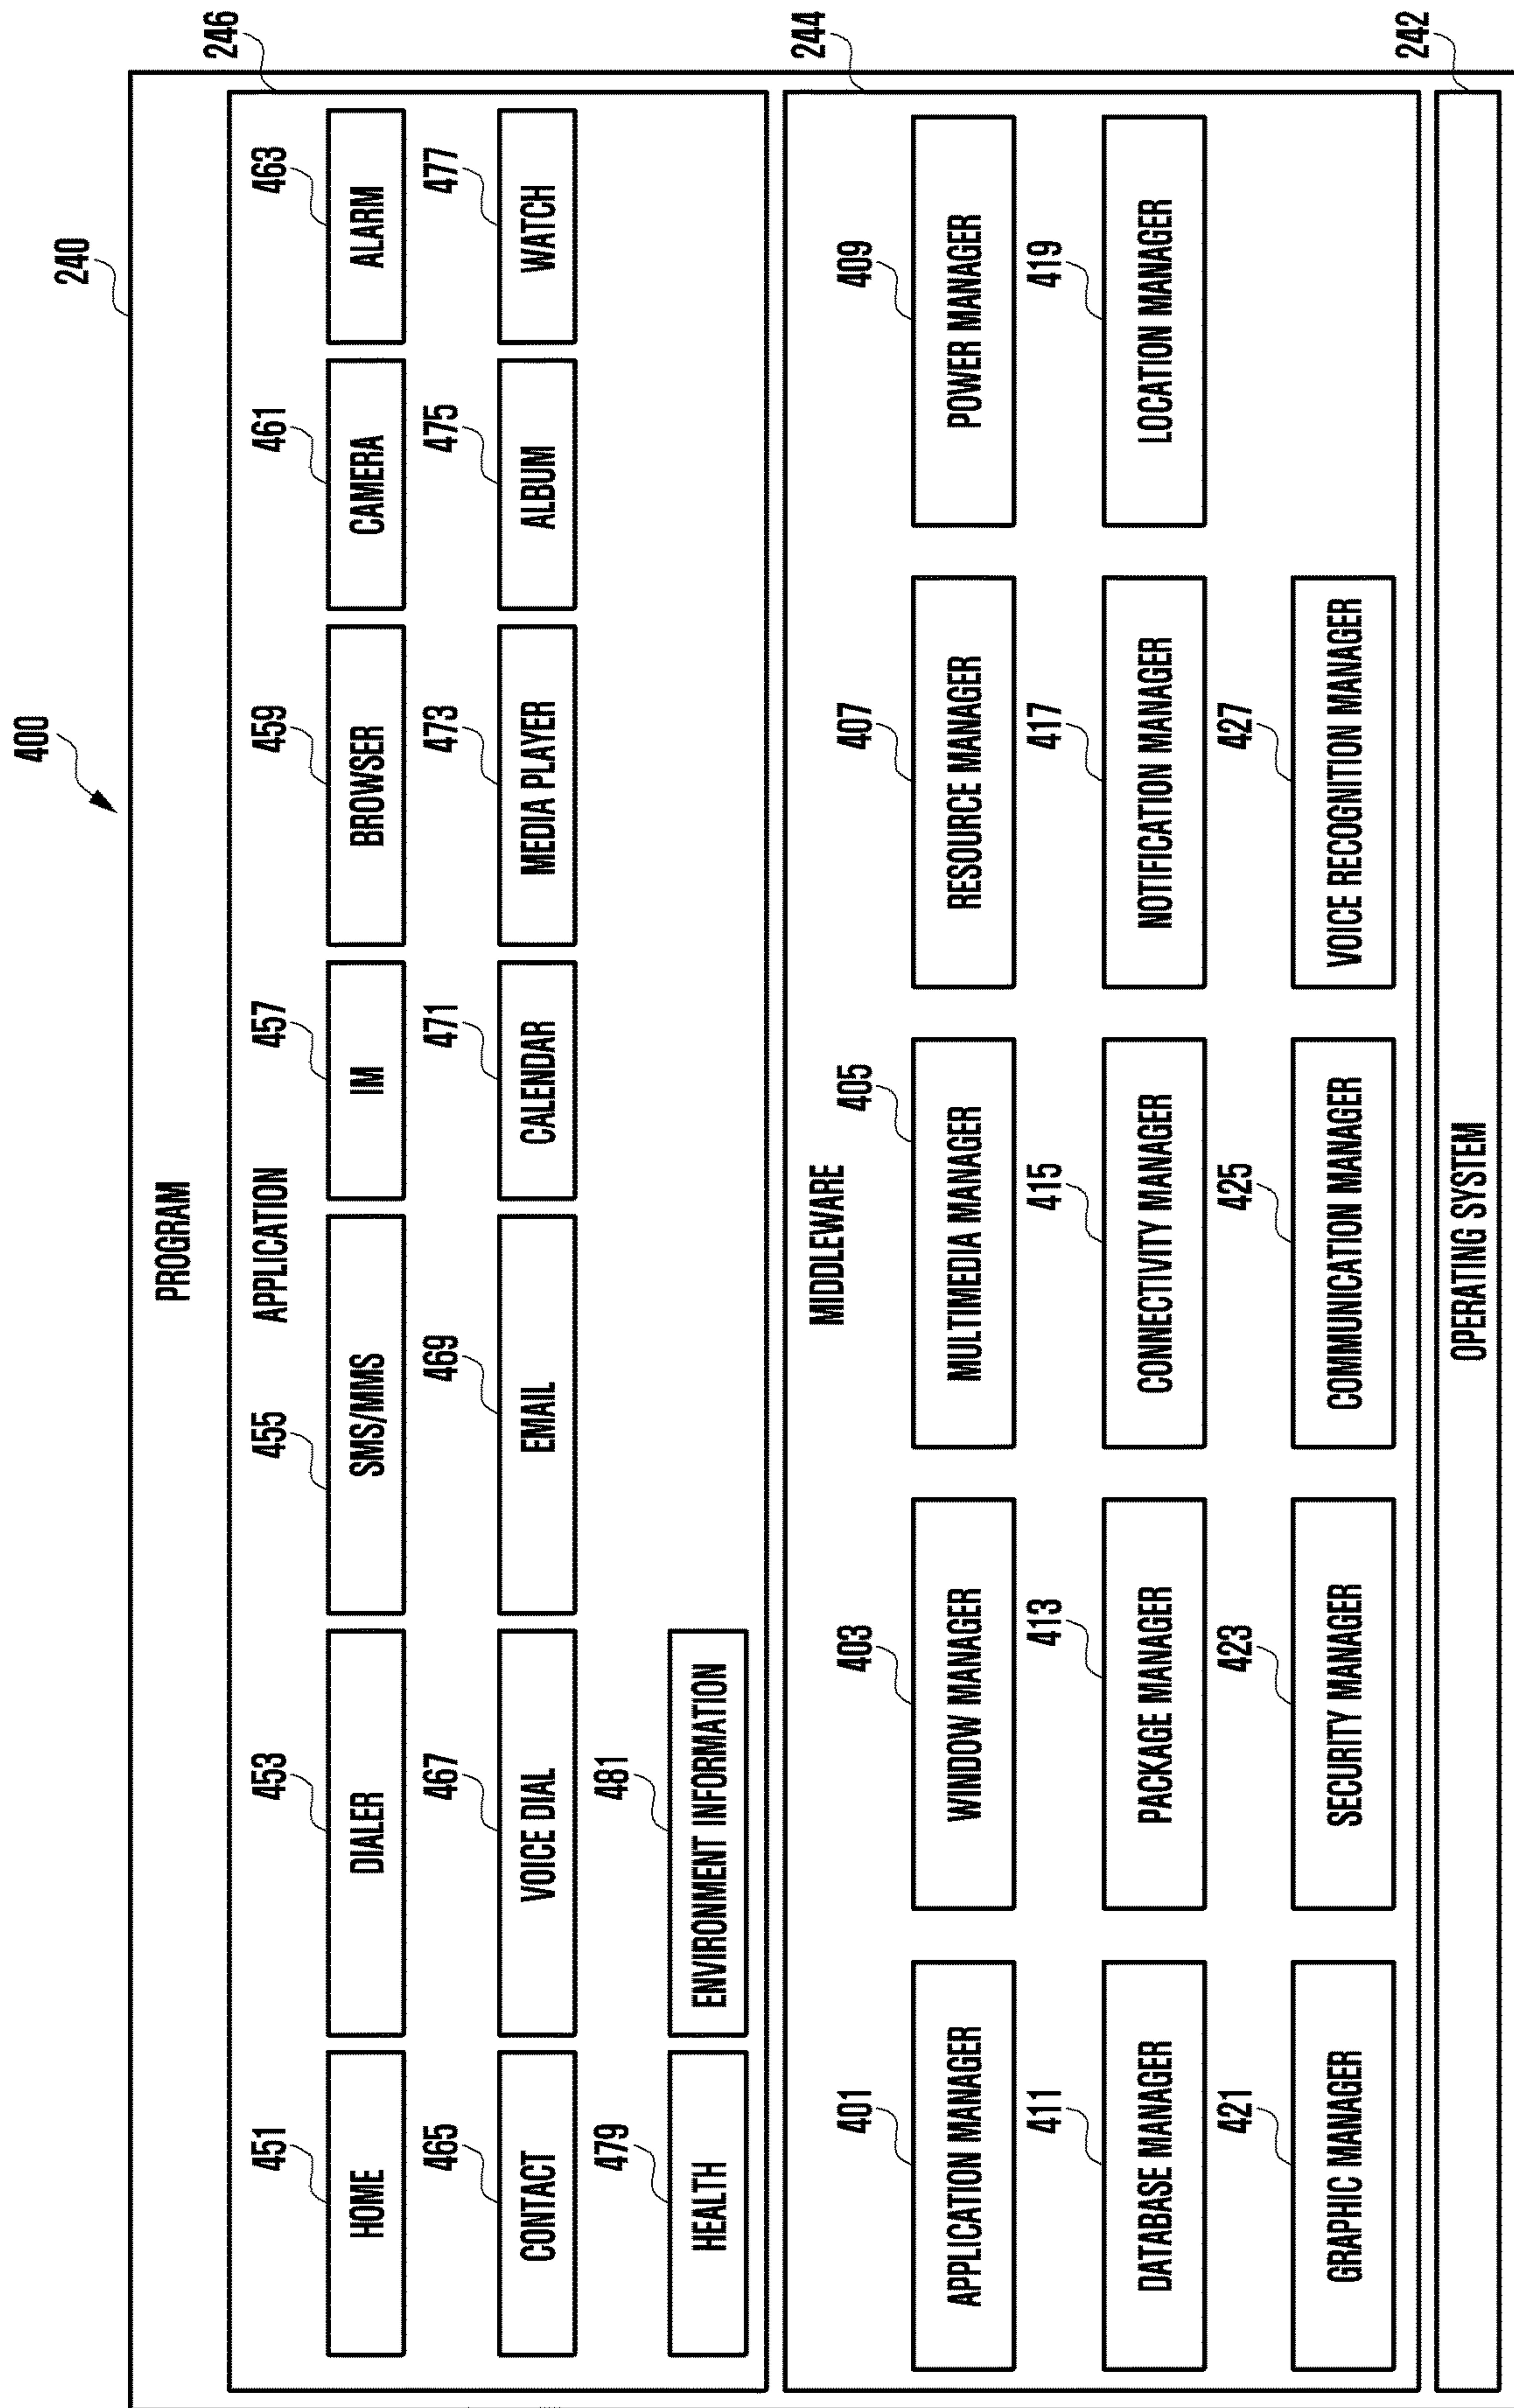 400
240
PROGRAM
246
APPLICATION
451 453 455 457 459 461 463
HOME DIALER SMS/MMS IM BROWSER CAMERA ALARM
465 467 469 471 473 475 477
CONTACT VOICE DIAL EMAIL CALENDAR MEDIA PLAYER ALBUM WATCH
479 481
HEALTH ENVIRONMENT INFORMATION
244
MIDDLEWARE
401 403 405 407 409
APPLICATION MANAGER WINDOW MANAGER MULTIMEDIA MANAGER RESOURCE MANAGER POWER MANAGER
411 413 415 417 419
DATABASE MANAGER PACKAGE MANAGER CONNECTIVITY MANAGER NOTIFICATION MANAGER LOCATION MANAGER
421 423 425 427
GRAPHIC MANAGER SECURITY MANAGER COMMUNICATION MANAGER VOICE RECOGNITION MANAGER
242
OPERATING SYSTEM